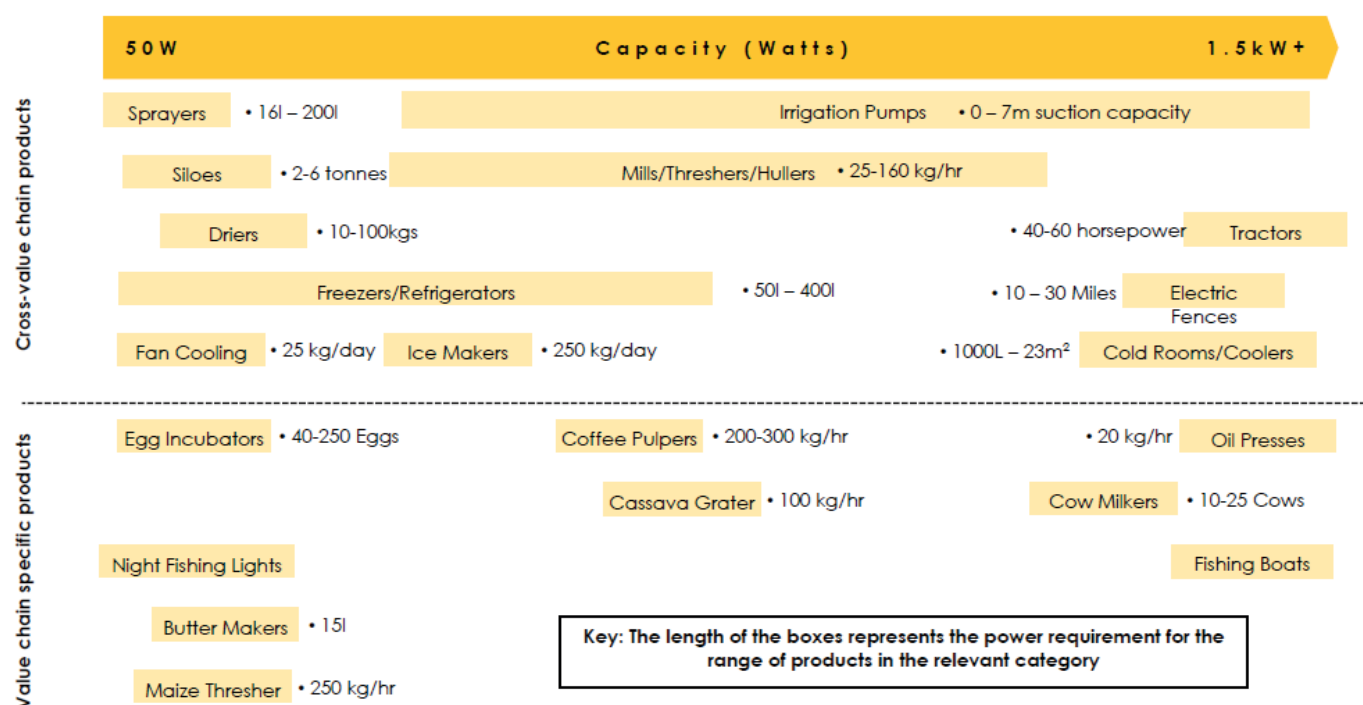 50W Capacity (Watts) 1.5kW+
Cross-value chain products
Sprayers • 16l – 200l Irrigation Pumps • 0 – 7m suction capacity
Siloes • 2-6 tonnes Mills/Threshers/Hullers • 25-160 kg/hr
Driers • 10-100kgs • 40-60 horsepower Tractors
Freezers/Refrigerators • 50l – 400l • 10 – 30 Miles Electric
Fences
Fan Cooling • 25 kg/day Ice Makers • 250 kg/day • 1000L – 23m² Cold Rooms/Coolers
Value chain specific products
Egg Incubators • 40-250 Eggs Coffee Pulpers • 200-300 kg/hr • 20 kg/hr Oil Presses
Cassava Grater • 100 kg/hr Cow Milkers • 10-25 Cows
Night Fishing Lights Fishing Boats
Butter Makers • 15l
Key: The length of the boxes represents the power requirement for the
range of products in the relevant category
Maize Thresher • 250 kg/hr